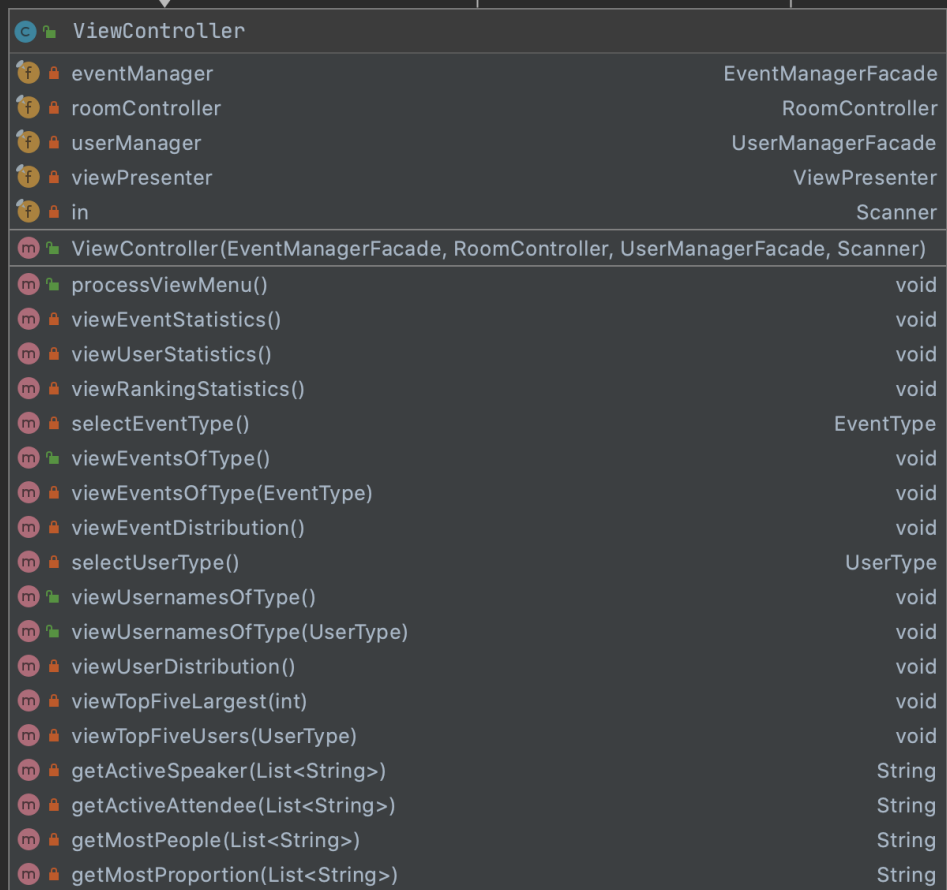 ViewController
eventManager EventManagerFacade
roomController RoomController
userManager UserManagerFacade
viewPresenter ViewPresenter
in Scanner
ViewController(EventManagerFacade, RoomController, UserManagerFacade, Scanner)
processViewMenu() void
viewEventStatistics() void
viewUserStatistics() void
viewRankingStatistics() void
selectEventType() EventType
viewEventsOfType() void
viewEventsOfType(EventType) void
viewEventDistribution() void
selectUserType() UserType
viewUsernamesOfType() void
viewUsernamesOfType(UserType) void
viewUserDistribution() void
viewTopFiveLargest(int) void
viewTopFiveUsers(UserType) void
getActiveSpeaker(List<String>) String
getActiveAttendee(List<String>) String
getMostPeople(List<String>) String
getMostProportion(List<String>) String